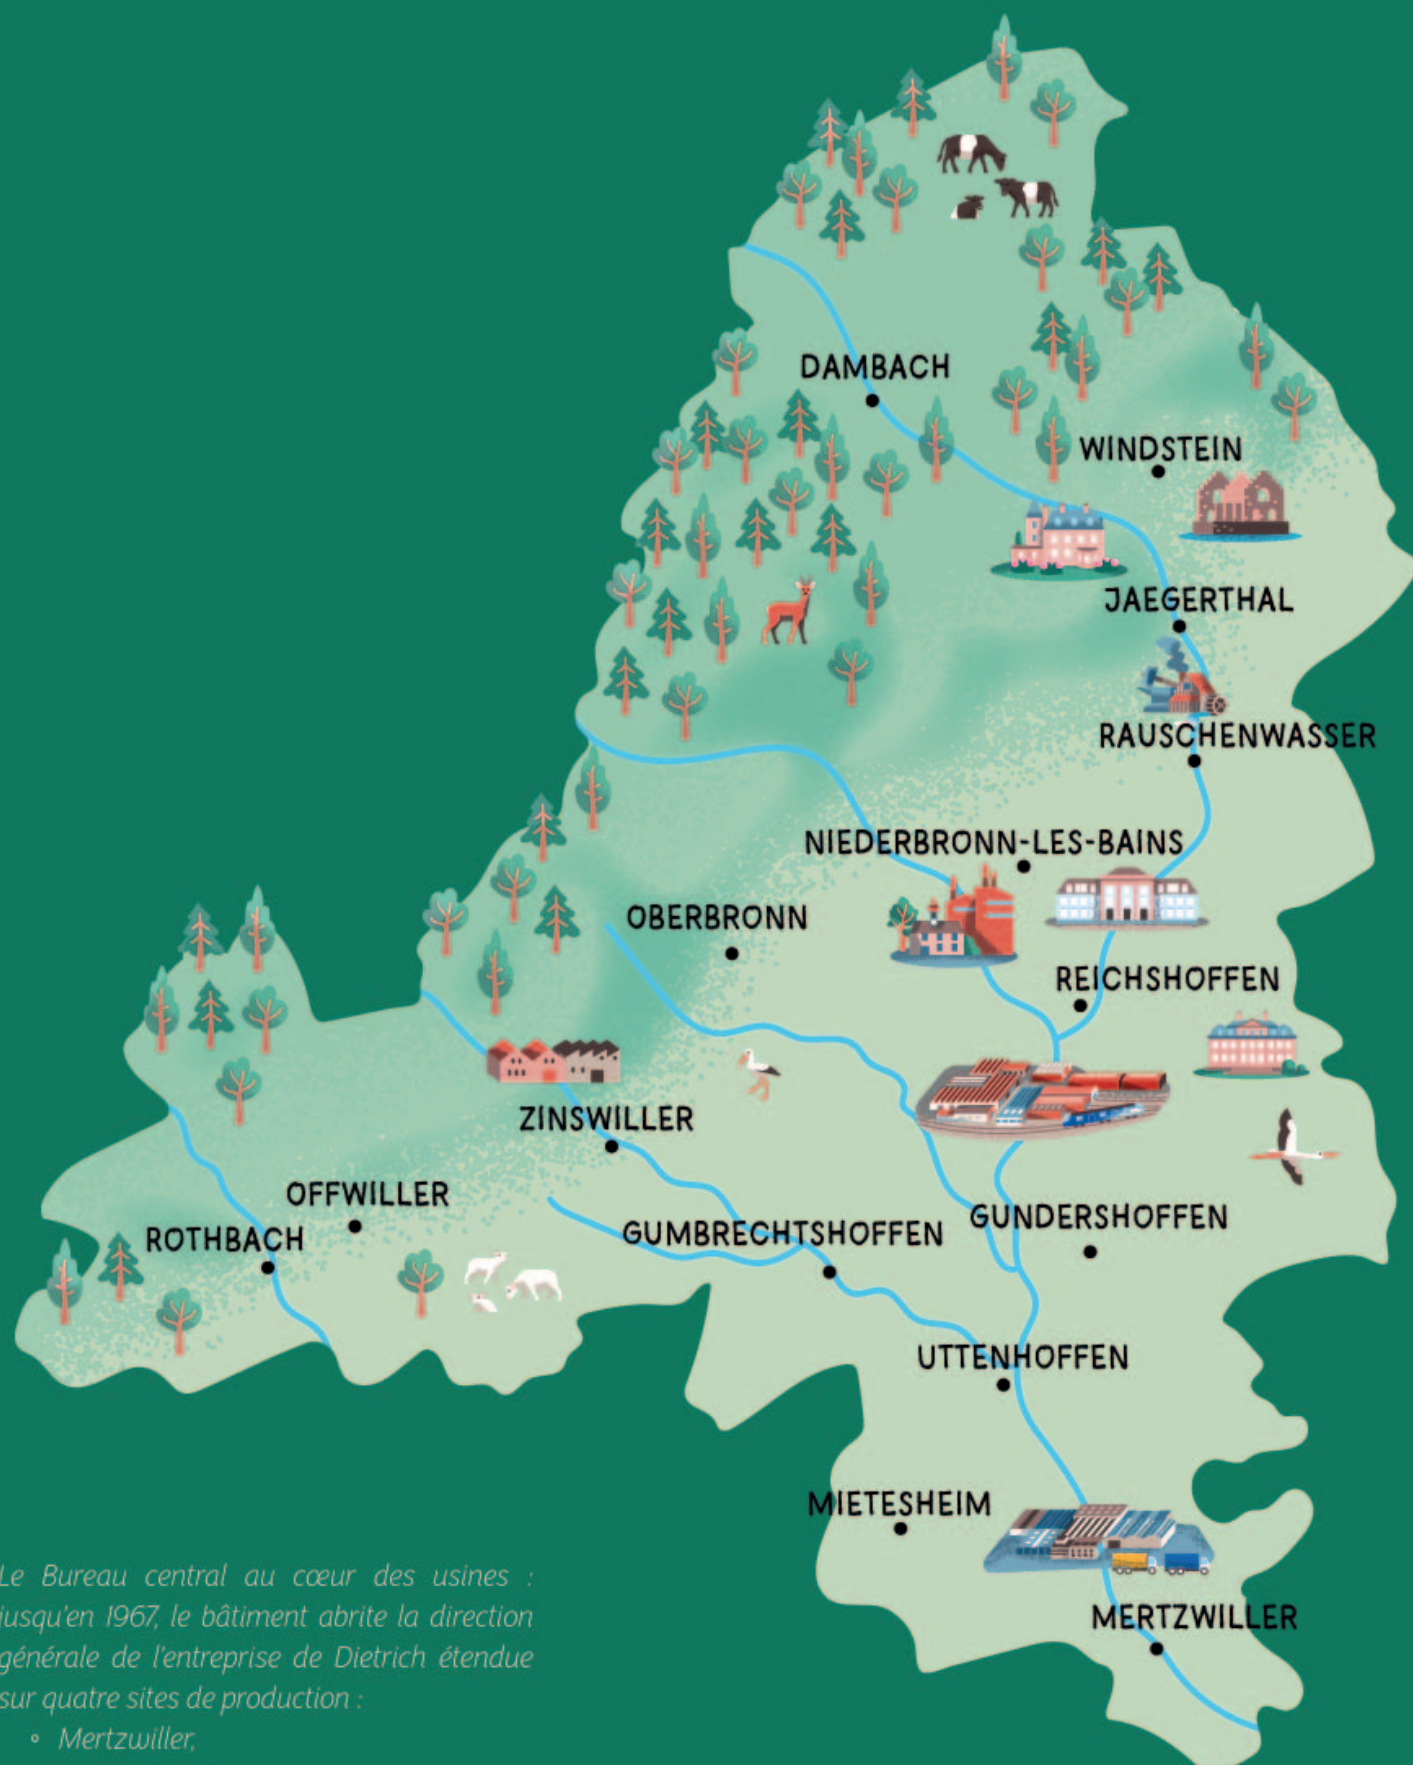 DAMBACH
WINDSTEIN
JAEGERTHAL
RAUSCHENWASSER
NIEDERBRONN-LES-BAINS
OBERBRONN
REICHSHOFFEN
ZINSWILLER
OFFWILLER
GUNDERSHOFFEN
GUMBRECHTSHOFFEN
ROTHBACH
UTTENHOFFEN
MIETESHEIM
MERTZWILLER
Le Bureau central au cœur des usines :
jusqu'en 1967, le bâtiment abrite la direction
générale de l'entreprise de Dietrich étendue
sur quatre sites de production :
◦ Mertzwiller,